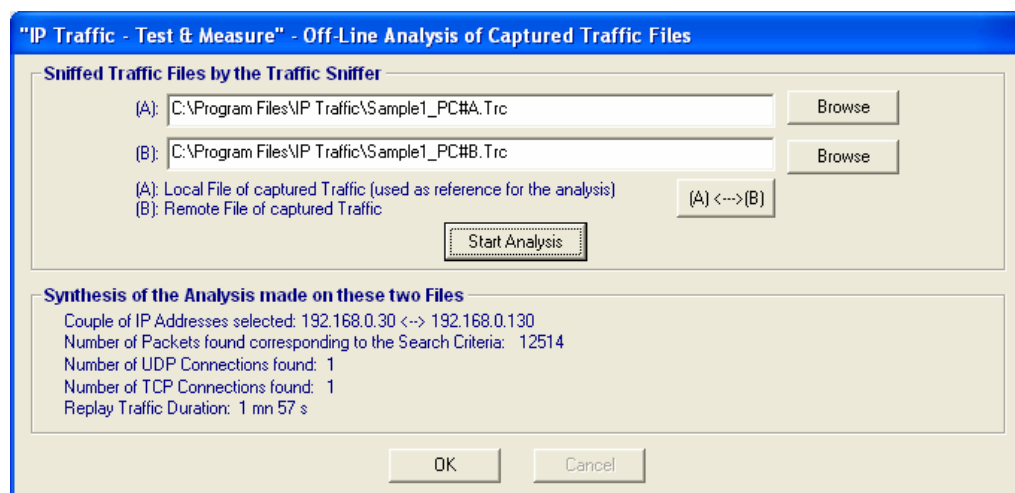 "IP Traffic - Test & Measure" - Off-Line Analysis of Captured Traffic Files
Sniffed Traffic Files by the Traffic Sniffer
(A): C:\Program Files\IP Traffic\Sample1_PC#A.Trc Browse
(B): C:\Program Files\IP Traffic\Sample1_PC#B.Trc Browse
(A): Local File of captured Traffic (used as reference for the analysis)
(B): Remote File of captured Traffic
(A) <--->(B)
Start Analysis
Synthesis of the Analysis made on these two Files
Couple of IP Addresses selected: 192.168.0.30 <--> 192.168.0.130
Number of Packets found corresponding to the Search Criteria: 12514
Number of UDP Connections found: 1
Number of TCP Connections found: 1
Replay Traffic Duration: 1 mn 57 s
OK Cancel